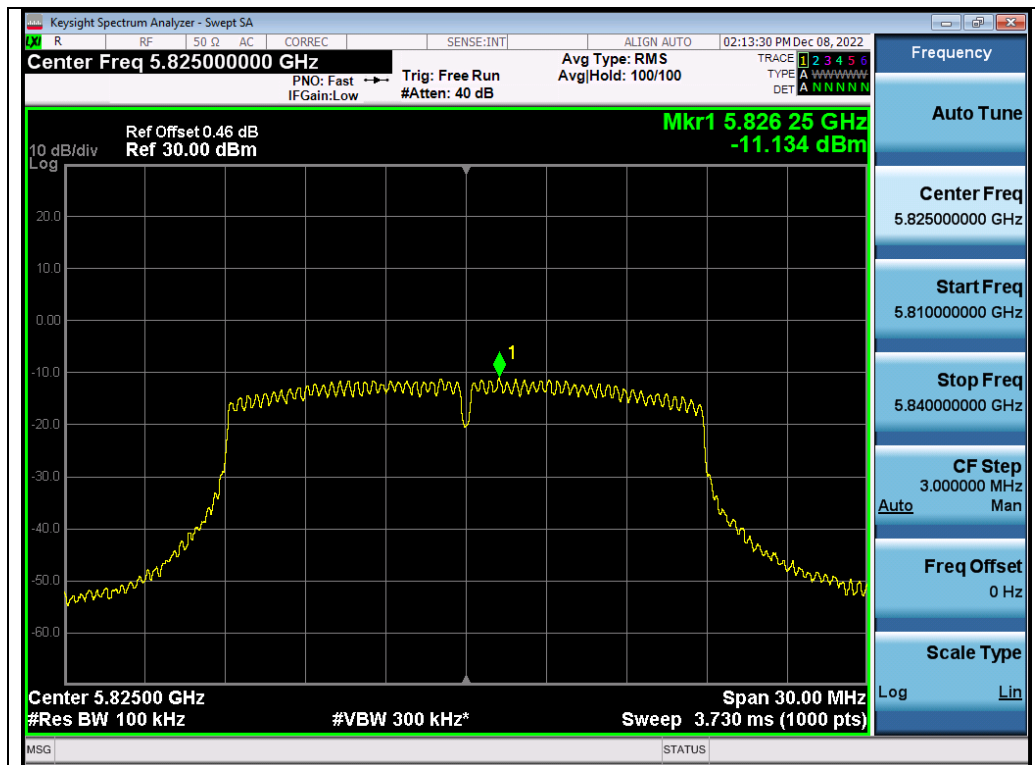 Keysight Spectrum Analyzer - Swept SA
LXI R RF 50 Ω AC CORREC SENSE:INT ALIGN AUTO 02:13:30 PM Dec 08, 2022
Center Freq 5.825000000 GHz
PNO: Fast
IFGain:Low
Trig: Free Run
#Atten: 40 dB
Avg Type: RMS
Avg|Hold: 100/100
TRACE 1 2 3 4 5 6
TYPE A WWWWW
DET A N N N N N
Mkr1 5.826 25 GHz
-11.134 dBm
Ref Offset 0.46 dB
10 dB/div Ref 30.00 dBm
Log
20.0
10.0
0.00
-10.0
-20.0
-30.0
-40.0
-50.0
-60.0
1
Center 5.82500 GHz Span 30.00 MHz
#Res BW 100 kHz #VBW 300 kHz* Sweep 3.730 ms (1000 pts)
MSG STATUS
Frequency
Auto Tune
Center Freq
5.825000000 GHz
Start Freq
5.810000000 GHz
Stop Freq
5.840000000 GHz
CF Step
3.000000 MHz
Auto Man
Freq Offset
0 Hz
Scale Type
Log Lin